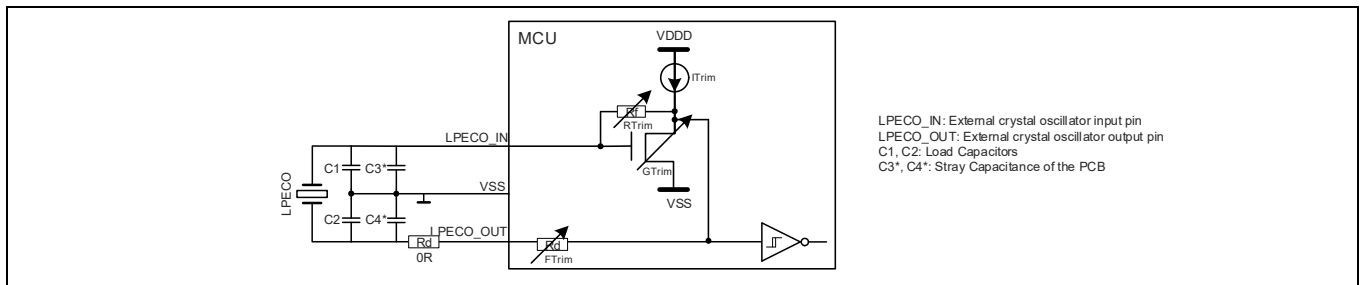 MCU
VDDD
ITrim
Rf
RTrim
LPECO_IN
GTrim
C1
C3*
VSS
VSS
LPECO
C2
C4*
LPECO_OUT
Rd
0R
Rd
FTrim
LPECO_IN: External crystal oscillator input pin
LPECO_OUT: External crystal oscillator output pin
C1, C2: Load Capacitors
C3*, C4*: Stray Capacitance of the PCB